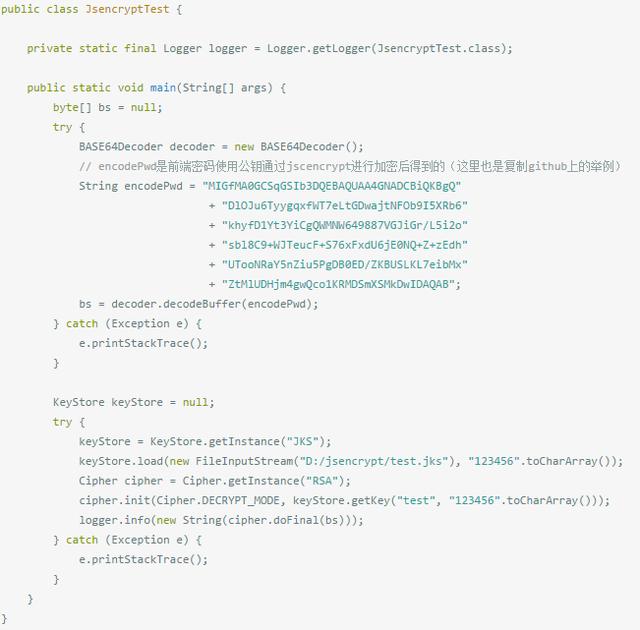 public class JsencryptTest {
private static final Logger logger = Logger.getLogger(JsencryptTest.class);
public static void main(String[] args) {
byte[] bs = null;
try {
BASE64Decoder decoder = new BASE64Decoder();
// encodePwd是前端密码使用公钥通过jscencrypt进行加密后得到的（这里也是复制github上的举例）
String encodePwd = "MIGfMA0GCSqGSIb3DQEBAQUAA4GNADCBiQKBgQ"
+ "DlOJu6TyygqxfWT7eLtGDwajtNFOb9I5XRb6"
+ "khyfD1Yt3YiCgQWMNW649887VGJiGr/L5i2o"
+ "sbl8C9+WJTeucF+S76xFxdU6jE0NQ+Z+zEdh"
+ "UTooNRaY5nZiu5PgDB0ED/ZKBUSLKL7eibMx"
+ "ZtMlUDHjm4gwQco1KRMDSmXSMkDwIDAQAB";
bs = decoder.decodeBuffer(encodePwd);
} catch (Exception e) {
e.printStackTrace();
}
KeyStore keyStore = null;
try {
keyStore = KeyStore.getInstance("JKS");
keyStore.load(new FileInputStream("D:/jsencrypt/test.jks"), "123456".toCharArray());
Cipher cipher = Cipher.getInstance("RSA");
cipher.init(Cipher.DECRYPT_MODE, keyStore.getKey("test", "123456".toCharArray()));
logger.info(new String(cipher.doFinal(bs)));
} catch (Exception e) {
e.printStackTrace();
}
}
}